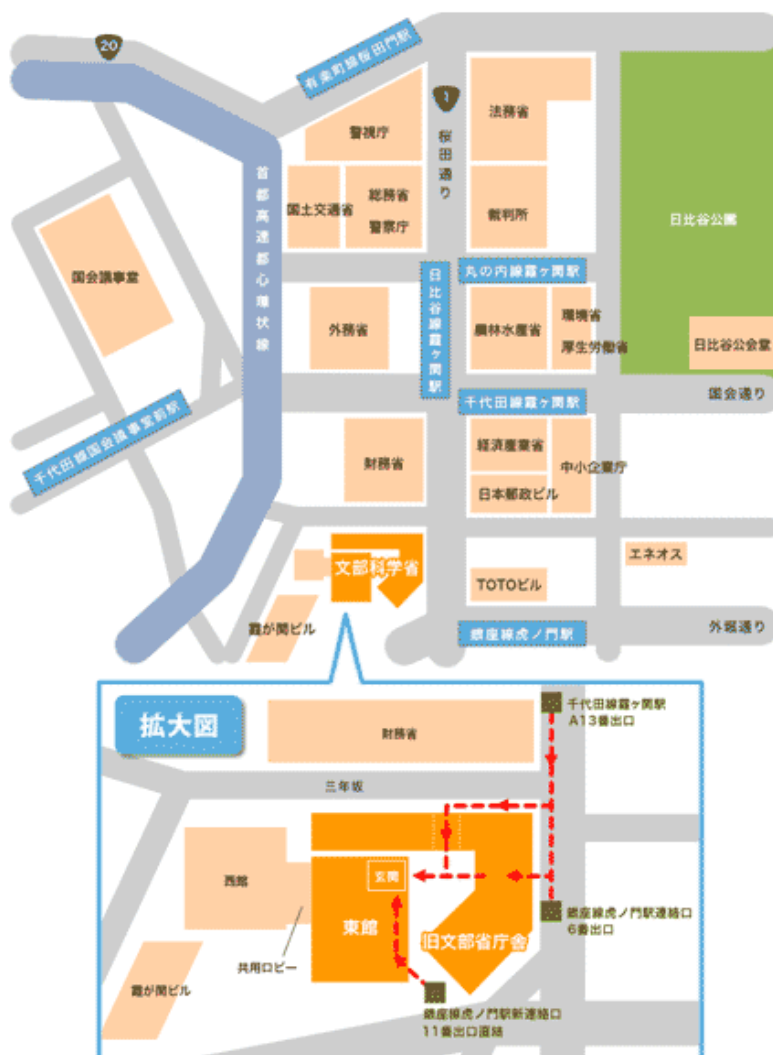 20
有楽町線桜田門駅
1
桜田通り
法務省
警視庁
首都高速都心環状線
国土交通省
総務省
警察庁
裁判所
日比谷公園
国会議事堂
丸の内線霞ヶ関駅
日比谷線霞ヶ関駅
外務省
農林水産省
環境省
厚生労働省
日比谷公会堂
千代田線霞ヶ関駅
国会通り
千代田線国会議事堂前駅
財務省
経済産業省
中小企業庁
日本郵政ビル
文部科学省
エネオス
TOTOビル
霞が関ビル
銀座線虎ノ門駅
外堀通り
拡大図
千代田線霞ヶ関駅
A13番出口
財務省
三年坂
西館
玄関
東館
旧文部省庁舎
銀座線虎ノ門駅連絡口
6番出口
共用ロビー
霞が関ビル
銀座線虎ノ門駅新連絡口
11番出口直結